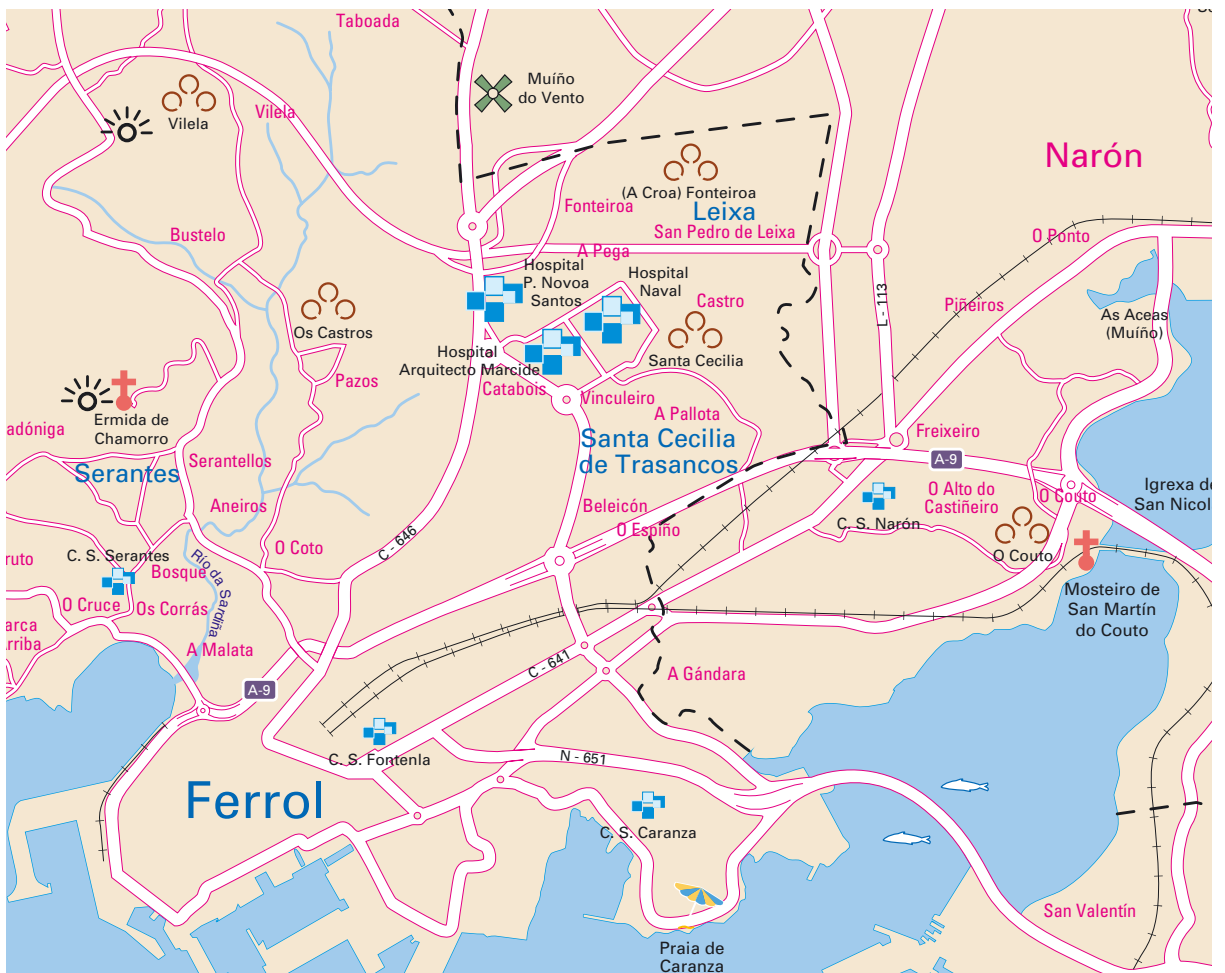 Taboada
Muíño
do Vento
Vilela
Vilela
Narón
(A Croa) Fonteiroa
Fonteiroa
Leixa
San Pedro de Leixa
Bustelo
A Pega
O Ponto
Hospital
P. Novoa
Santos
Hospital
Naval
Castro
L - 113
Piñeiros
As Aceas
(Muíño)
Os Castros
Santa Cecilia
Hospital
Arquitecto Marcide
Pazos
Catabois
Vinculeiro
A Pallota
Ermida de
Chamorro
adóniga
Serantes
Serantellos
Santa Cecilia
de Trasancos
Freixeiro
A-9
Aneiros
Beleicón
O Espiño
C. S. Narón
O Alto do
Castiñeiro
O Couto
Igrexa de
San Nicol
C - 646
O Coto
O Couto
ruto
C. S. Serantes
Bosque
Río da Sardiña
O Cruce
Os Corrás
Mosteiro de
San Martín
do Couto
arca
rriba
A Malata
C - 641
A Gándara
A-9
C. S. Fontenla
N - 651
Ferrol
C. S. Caranza
San Valentín
Praia de
Caranza